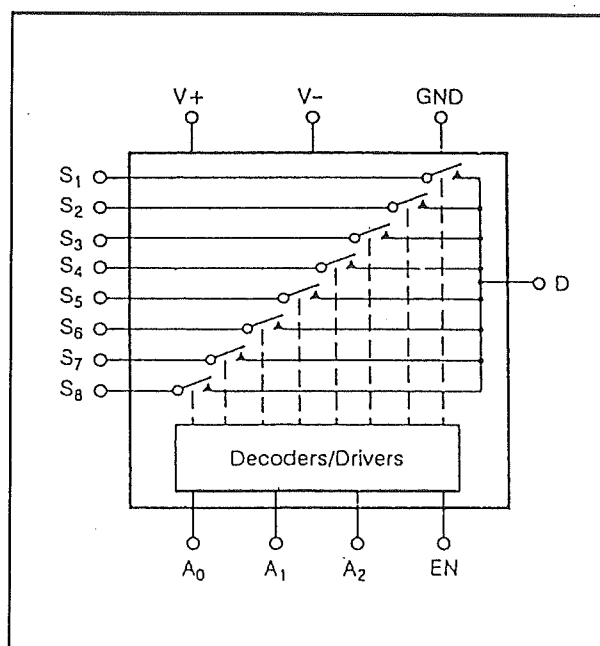 V+ V- GND
S₁
S₂
S₃
S₄
S₅
S₆
S₇
S₈
D
Decoders/Drivers
A₀ A₁ A₂ EN